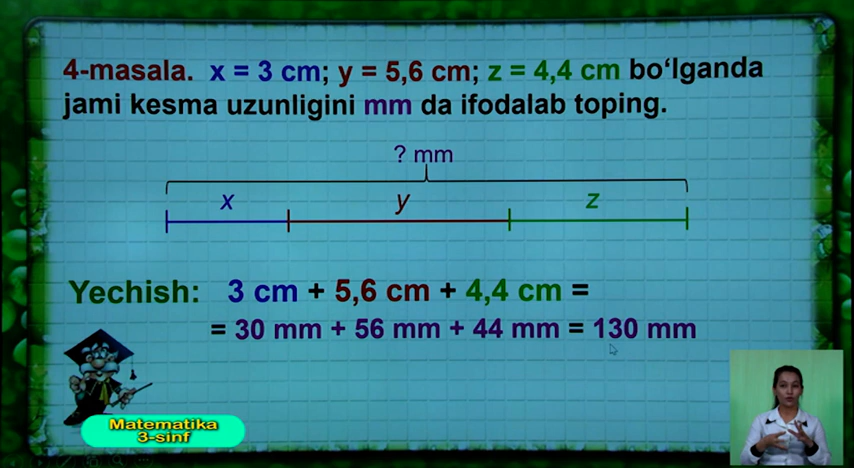 4-masala. x = 3 cm; y = 5,6 cm; z = 4,4 cm bo‘lganda
jami kesma uzunligini mm da ifodalab toping.
? mm
x y z
Yechish: 3 cm + 5,6 cm + 4,4 cm =
= 30 mm + 56 mm + 44 mm = 130 mm
Matematika
3-sinf